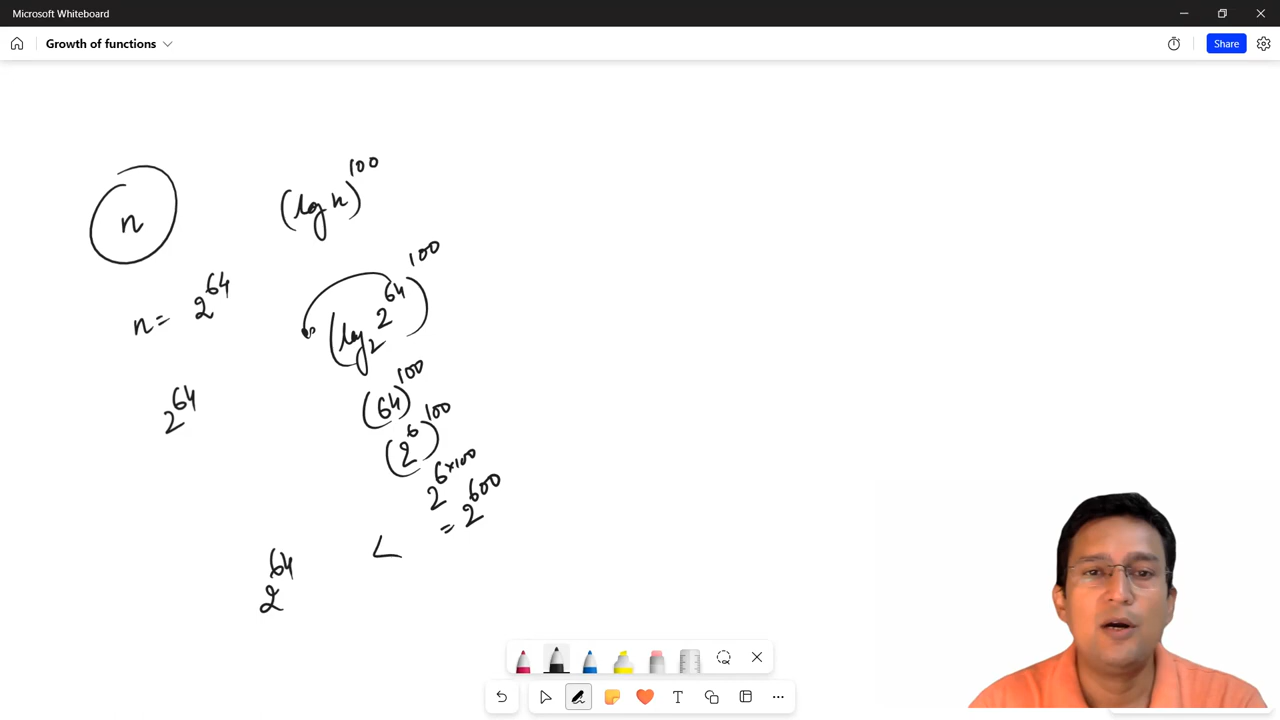 Microsoft Whiteboard
Growth of functions
Share
n (log n)^100
n = 2^64 (log_2 2^64)^100
2^64 (64)^100
(2^6)^100
2^6×100
= 2^600
2^64 <